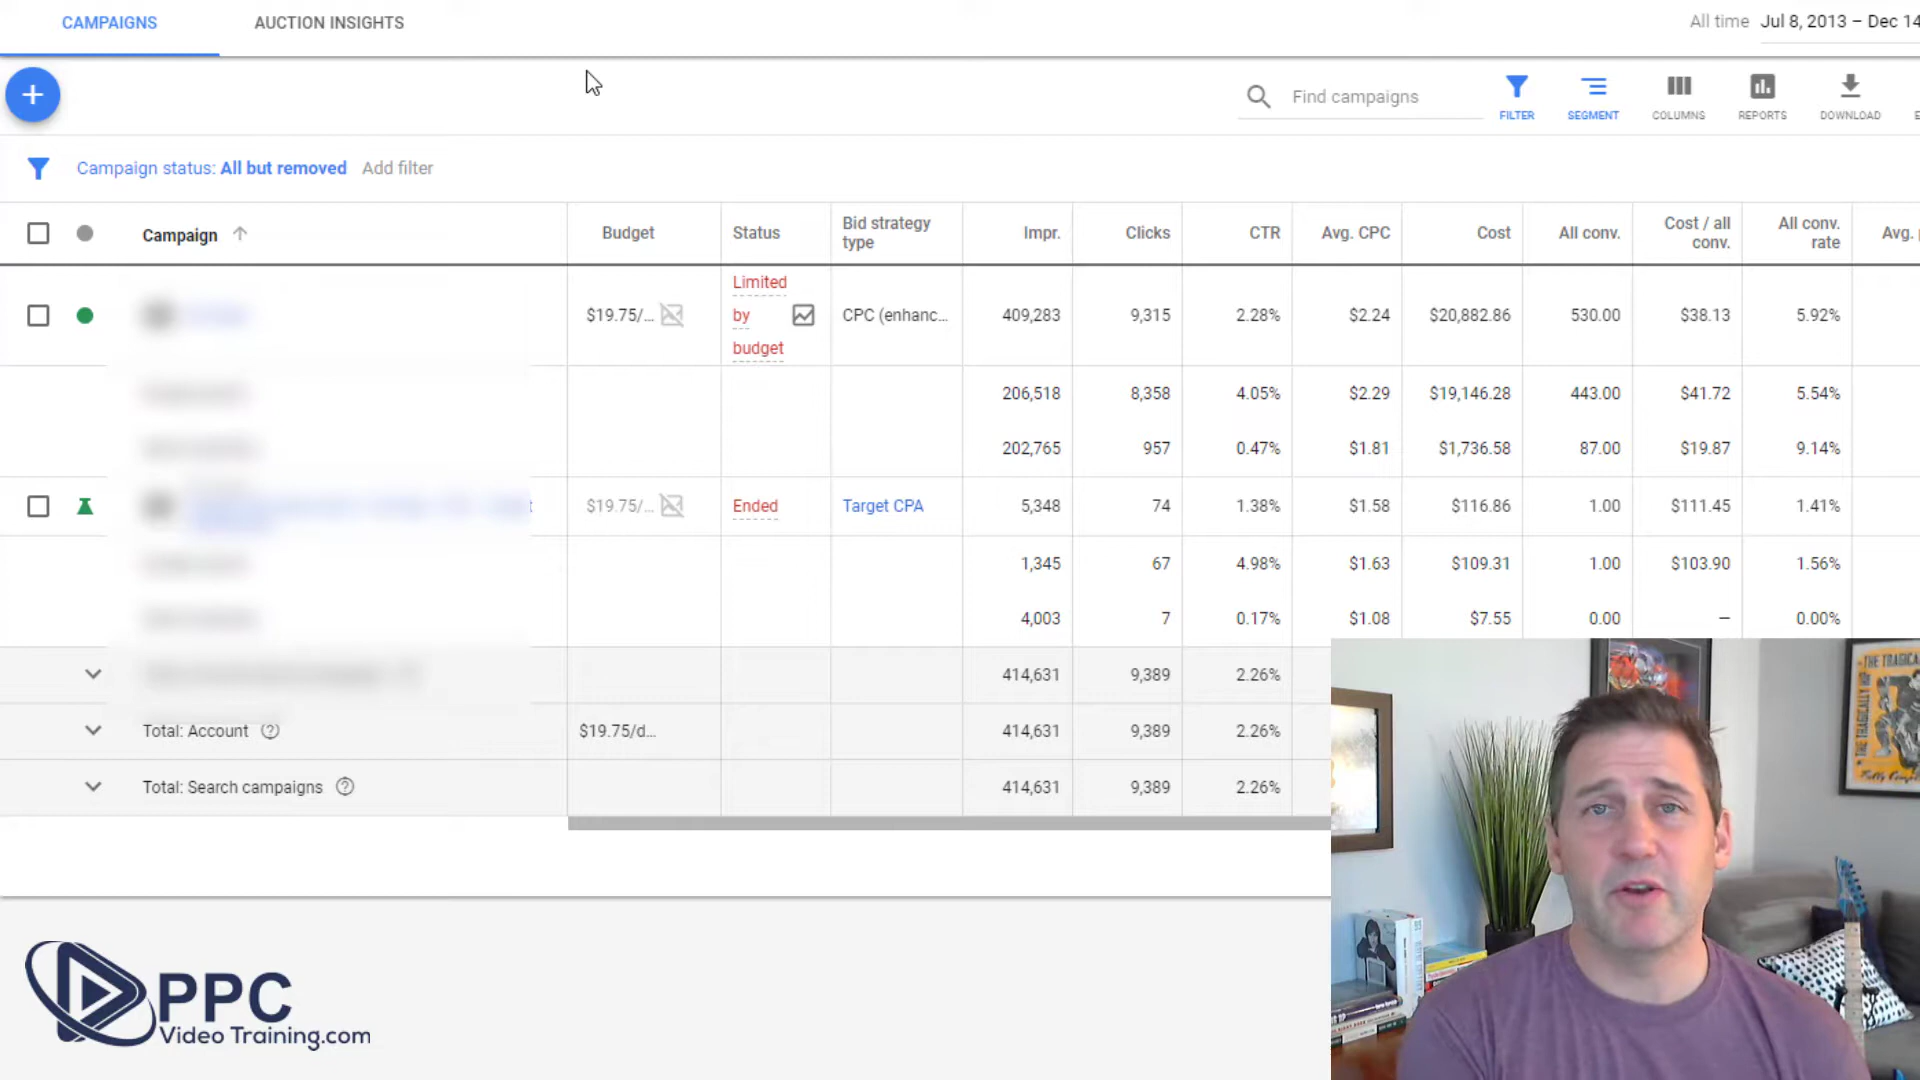 CAMPAIGNS
AUCTION INSIGHTS
All time Jul 8, 2013 – Dec 14
+
Find campaigns
FILTER
SEGMENT
COLUMNS
REPORTS
DOWNLOAD
Campaign status: All but removed Add filter
Campaign Budget Status Bid strategy type Impr. Clicks CTR Avg. CPC Cost All conv. Cost / all conv. All conv. rate Avg.
$19.75/... Limited by budget CPC (enhanc... 409,283 9,315 2.28% $2.24 $20,882.86 530.00 $38.13 5.92%
206,518 8,358 4.05% $2.29 $19,146.28 443.00 $41.72 5.54%
202,765 957 0.47% $1.81 $1,736.58 87.00 $19.87 9.14%
$19.75/... Ended Target CPA 5,348 74 1.38% $1.58 $116.86 1.00 $111.45 1.41%
1,345 67 4.98% $1.63 $109.31 1.00 $103.90 1.56%
4,003 7 0.17% $1.08 $7.55 0.00 – 0.00%
414,631 9,389 2.26%
Total: Account $19.75/d... 414,631 9,389 2.26%
Total: Search campaigns 414,631 9,389 2.26%
THE TRAGICA
THE TRAGICALLY HIP
PPC
Video Training.com